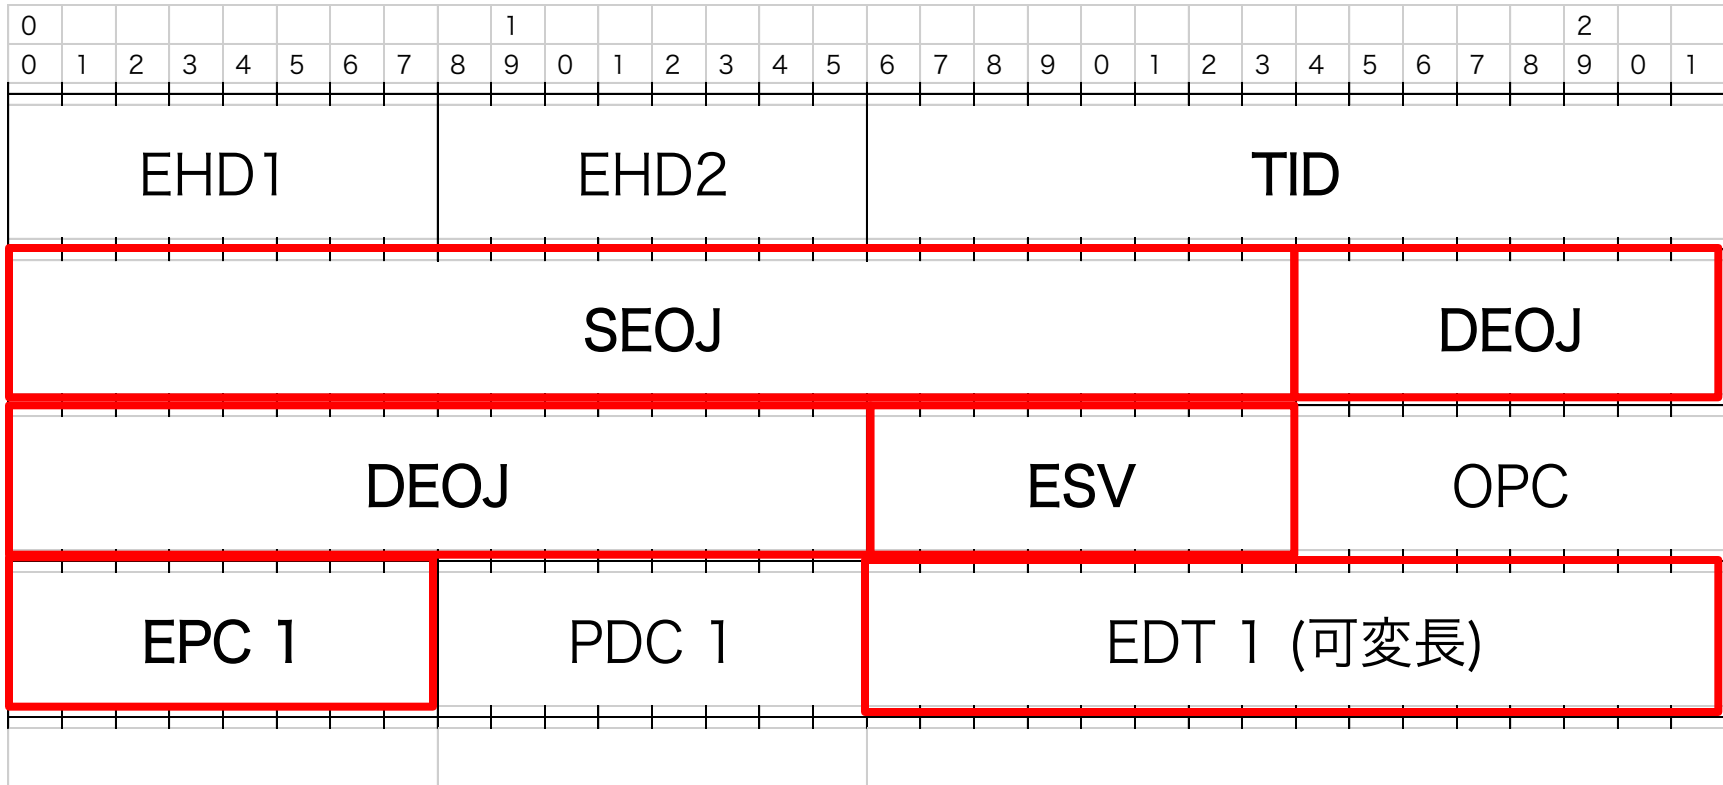 0 1 2
0 1 2 3 4 5 6 7 8 9 0 1 2 3 4 5 6 7 8 9 0 1 2 3 4 5 6 7 8 9 0 1
EHD1 EHD2 TID
SEOJ DEOJ
DEOJ ESV OPC
EPC 1 PDC 1 EDT 1 (可変長)